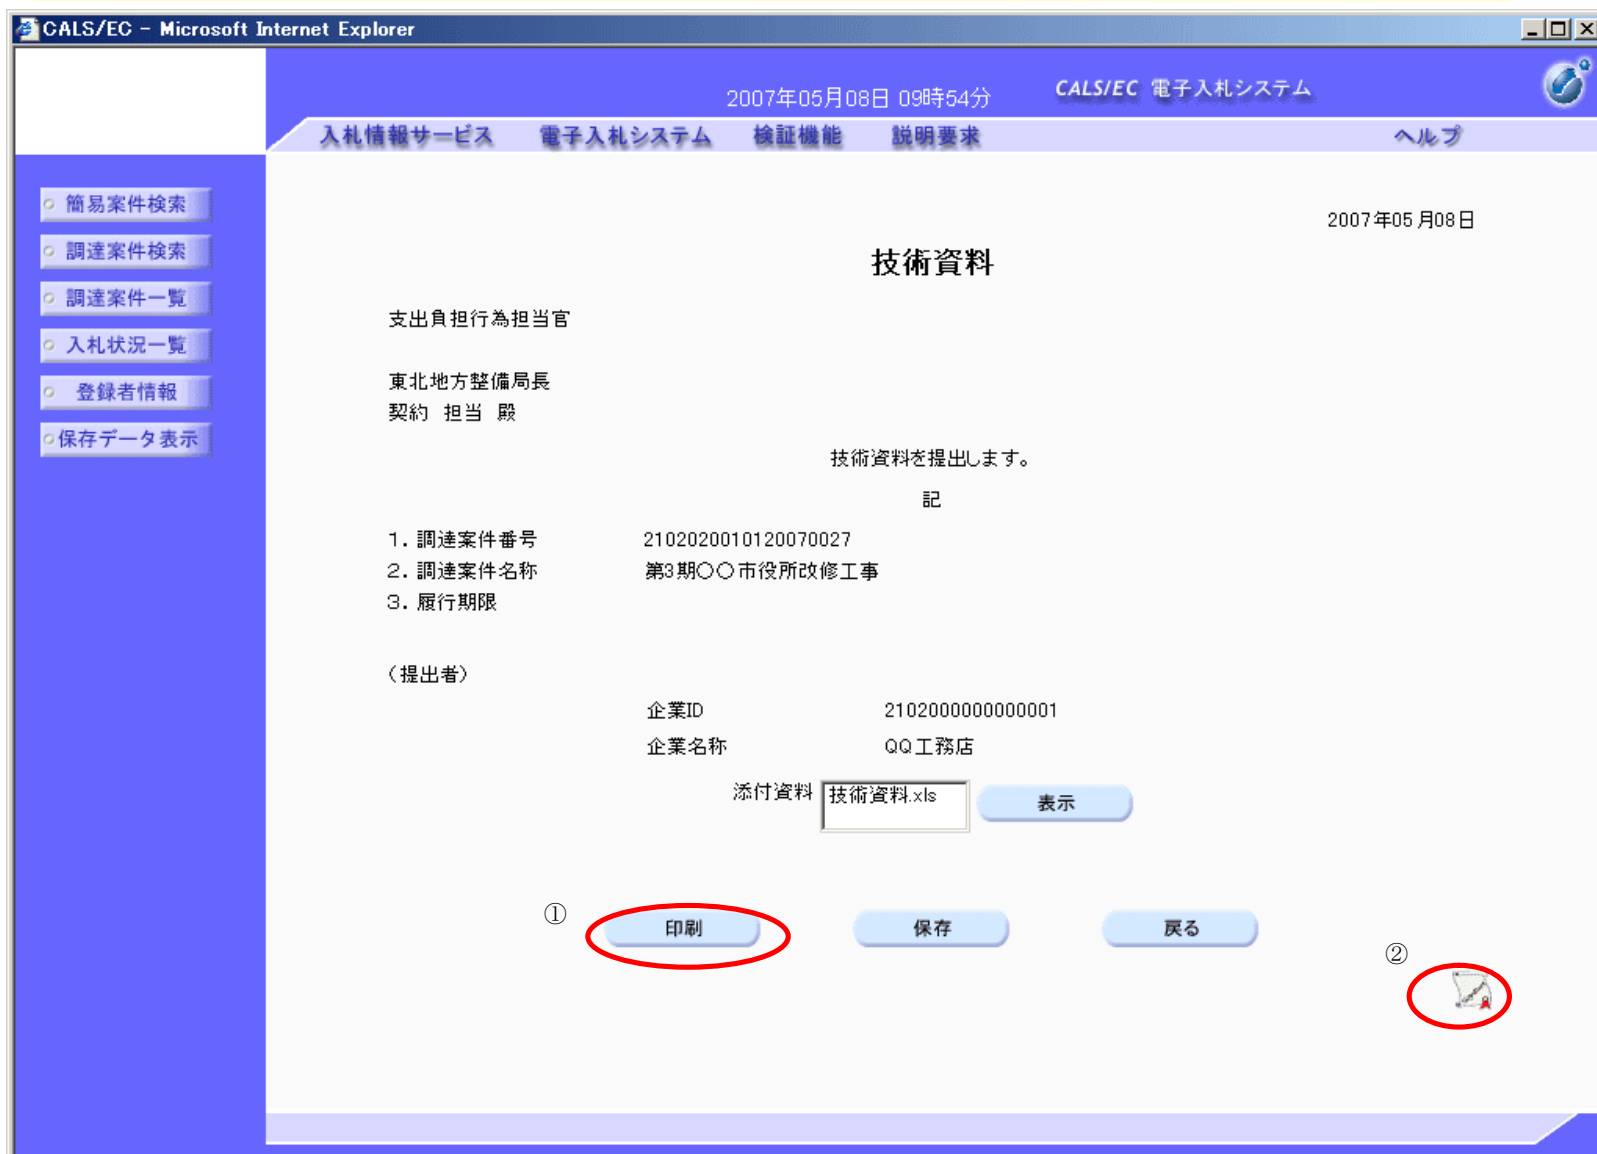 CALS/EC - Microsoft Internet Explorer
2007年05月08日 09時54分
CALS/EC 電子入札システム
入札情報サービス 電子入札システム 検証機能 説明要求 ヘルプ
簡易案件検索
調達案件検索
調達案件一覧
入札状況一覧
登録者情報
保存データ表示
2007年05月08日
技術資料
支出負担行為担当官
東北地方整備局長
契約 担当 殿
技術資料を提出します。
記
1. 調達案件番号 2102020010120070027
2. 調達案件名称 第3期〇〇市役所改修工事
3. 履行期限
(提出者)
企業ID 2102000000000001
企業名称 QQ工務店
添付資料 技術資料.xls 表示
① 印刷 保存 戻る
②